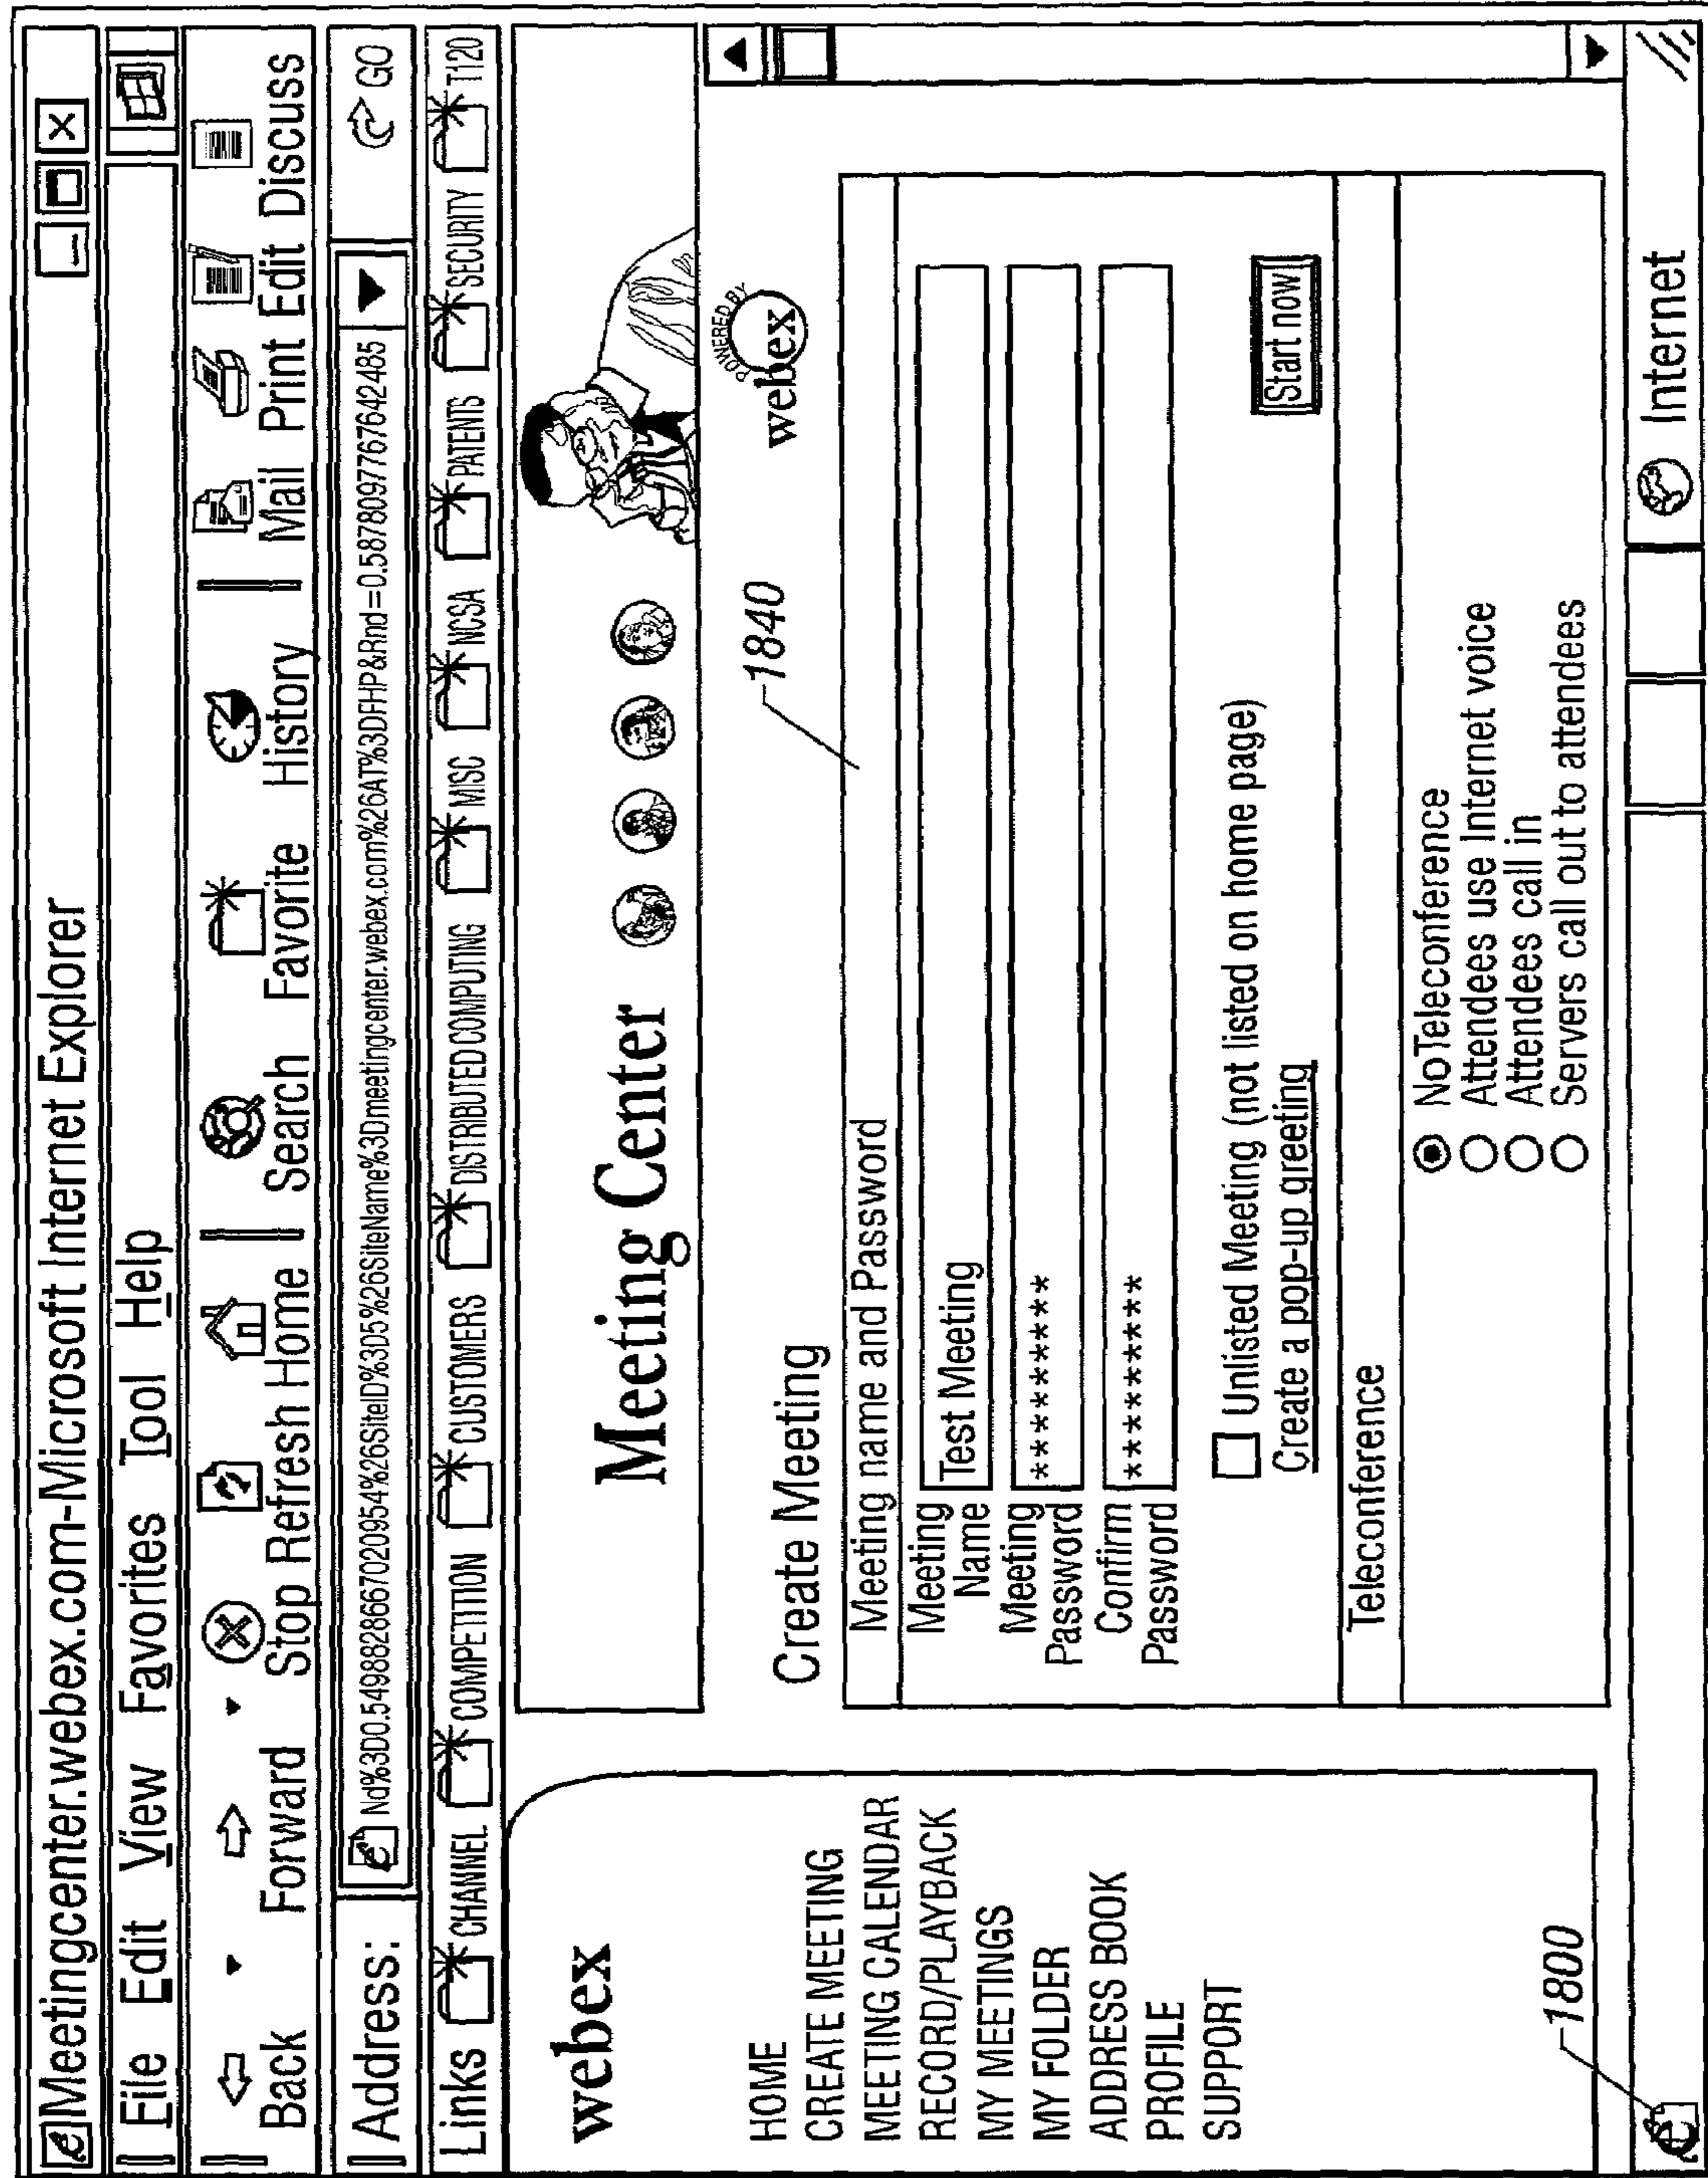 Meetingcenter.webex.com-Microsoft Internet Explorer
File Edit View Favorites Tool Help
Back Forward Stop Refresh Home Search Favorite History Mail Print Edit Discuss
Address: Nd%3D0.5498828667020954%26SiteID%3D5%26SiteName%3Dmeetingcenter.webex.com%26AT%3DFHP&Rnd=0.5878097767642485 GO
Links CHANNEL COMPETITION CUSTOMERS DISTRIBUTED COMPUTING MISC NCSA PATENTS SECURITY T120
webex
Meeting Center
HOME
CREATE MEETING
MEETING CALENDAR
RECORD/PLAYBACK
MY MEETINGS
MY FOLDER
ADDRESS BOOK
PROFILE
SUPPORT
1800
POWERED BY
webex
1840
Create Meeting
Meeting name and Password
Meeting Test Meeting
Name
Meeting *********
Password
Confirm *********
Password
Unlisted Meeting (not listed on home page)
Create a pop-up greeting
Start now
Teleconference
NoTeleconference
Attendees use Internet voice
Attendees call in
Servers call out to attendees
Internet